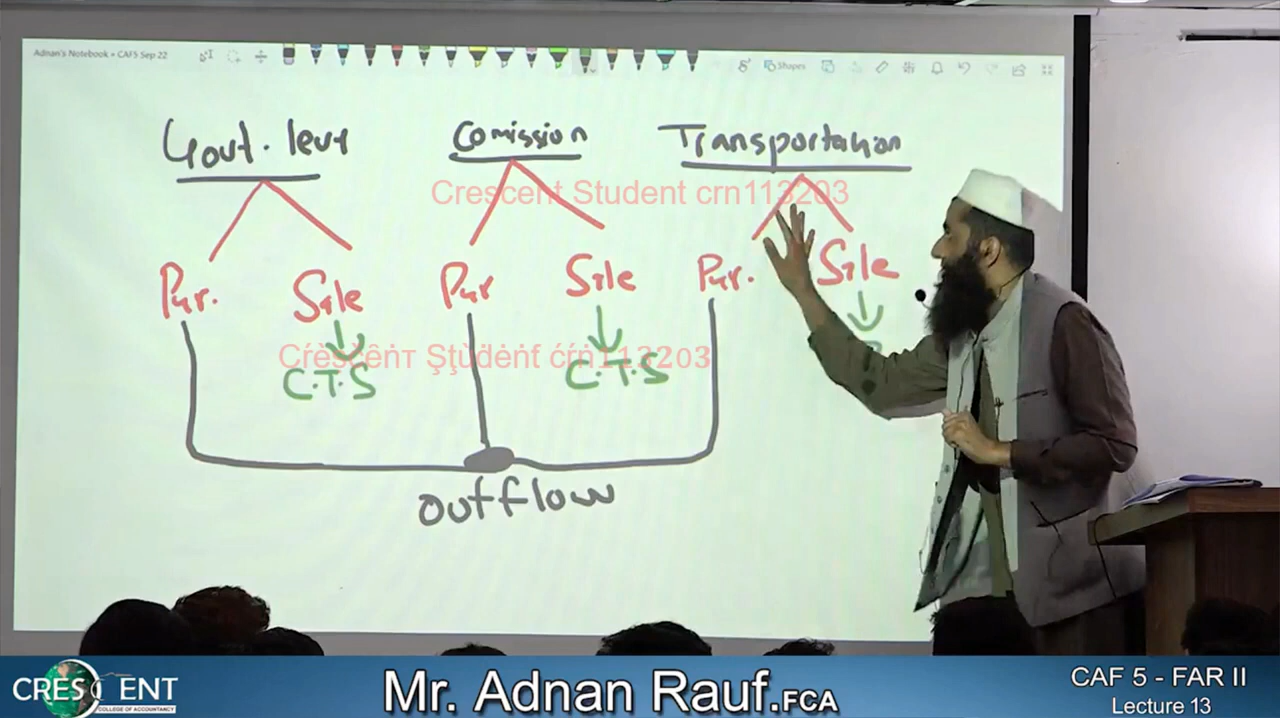 Adnan's Notebook » CAF5 Sep 22
Shapes
Govt. levy Comission Transportation
Crescent Student crn113203
Pur. Sale Pur Sale Pur. Sale
Crescent Student crn113203
C.T.S C.T.S
outflow
CRESCENT
COLLEGE OF ACCOUNTANCY
Mr. Adnan Rauf.FCA
CAF 5 - FAR II
Lecture 13